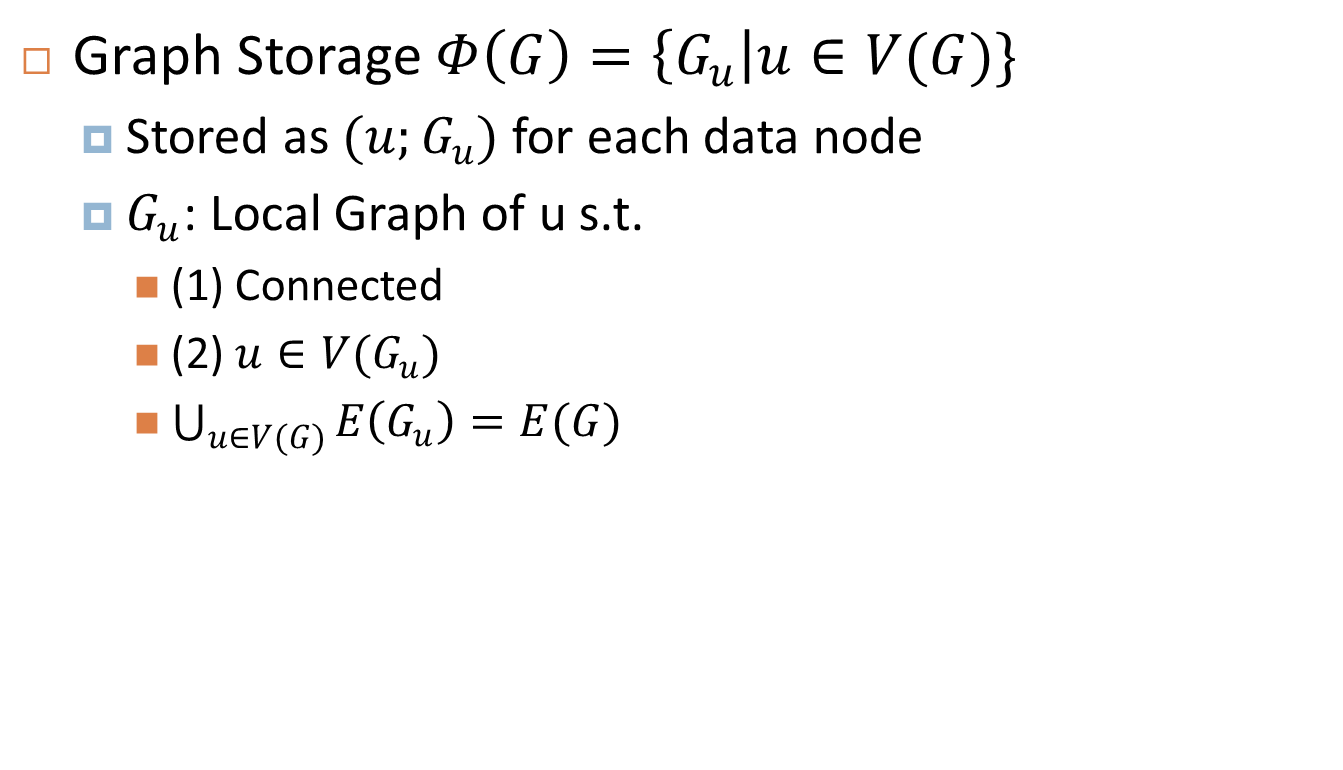 Graph Storage Φ(G) = {G_u|u ∈ V(G)}
Stored as (u; G_u) for each data node
G_u: Local Graph of u s.t.
(1) Connected
(2) u ∈ V(G_u)
⋃_{u∈V(G)} E(G_u) = E(G)